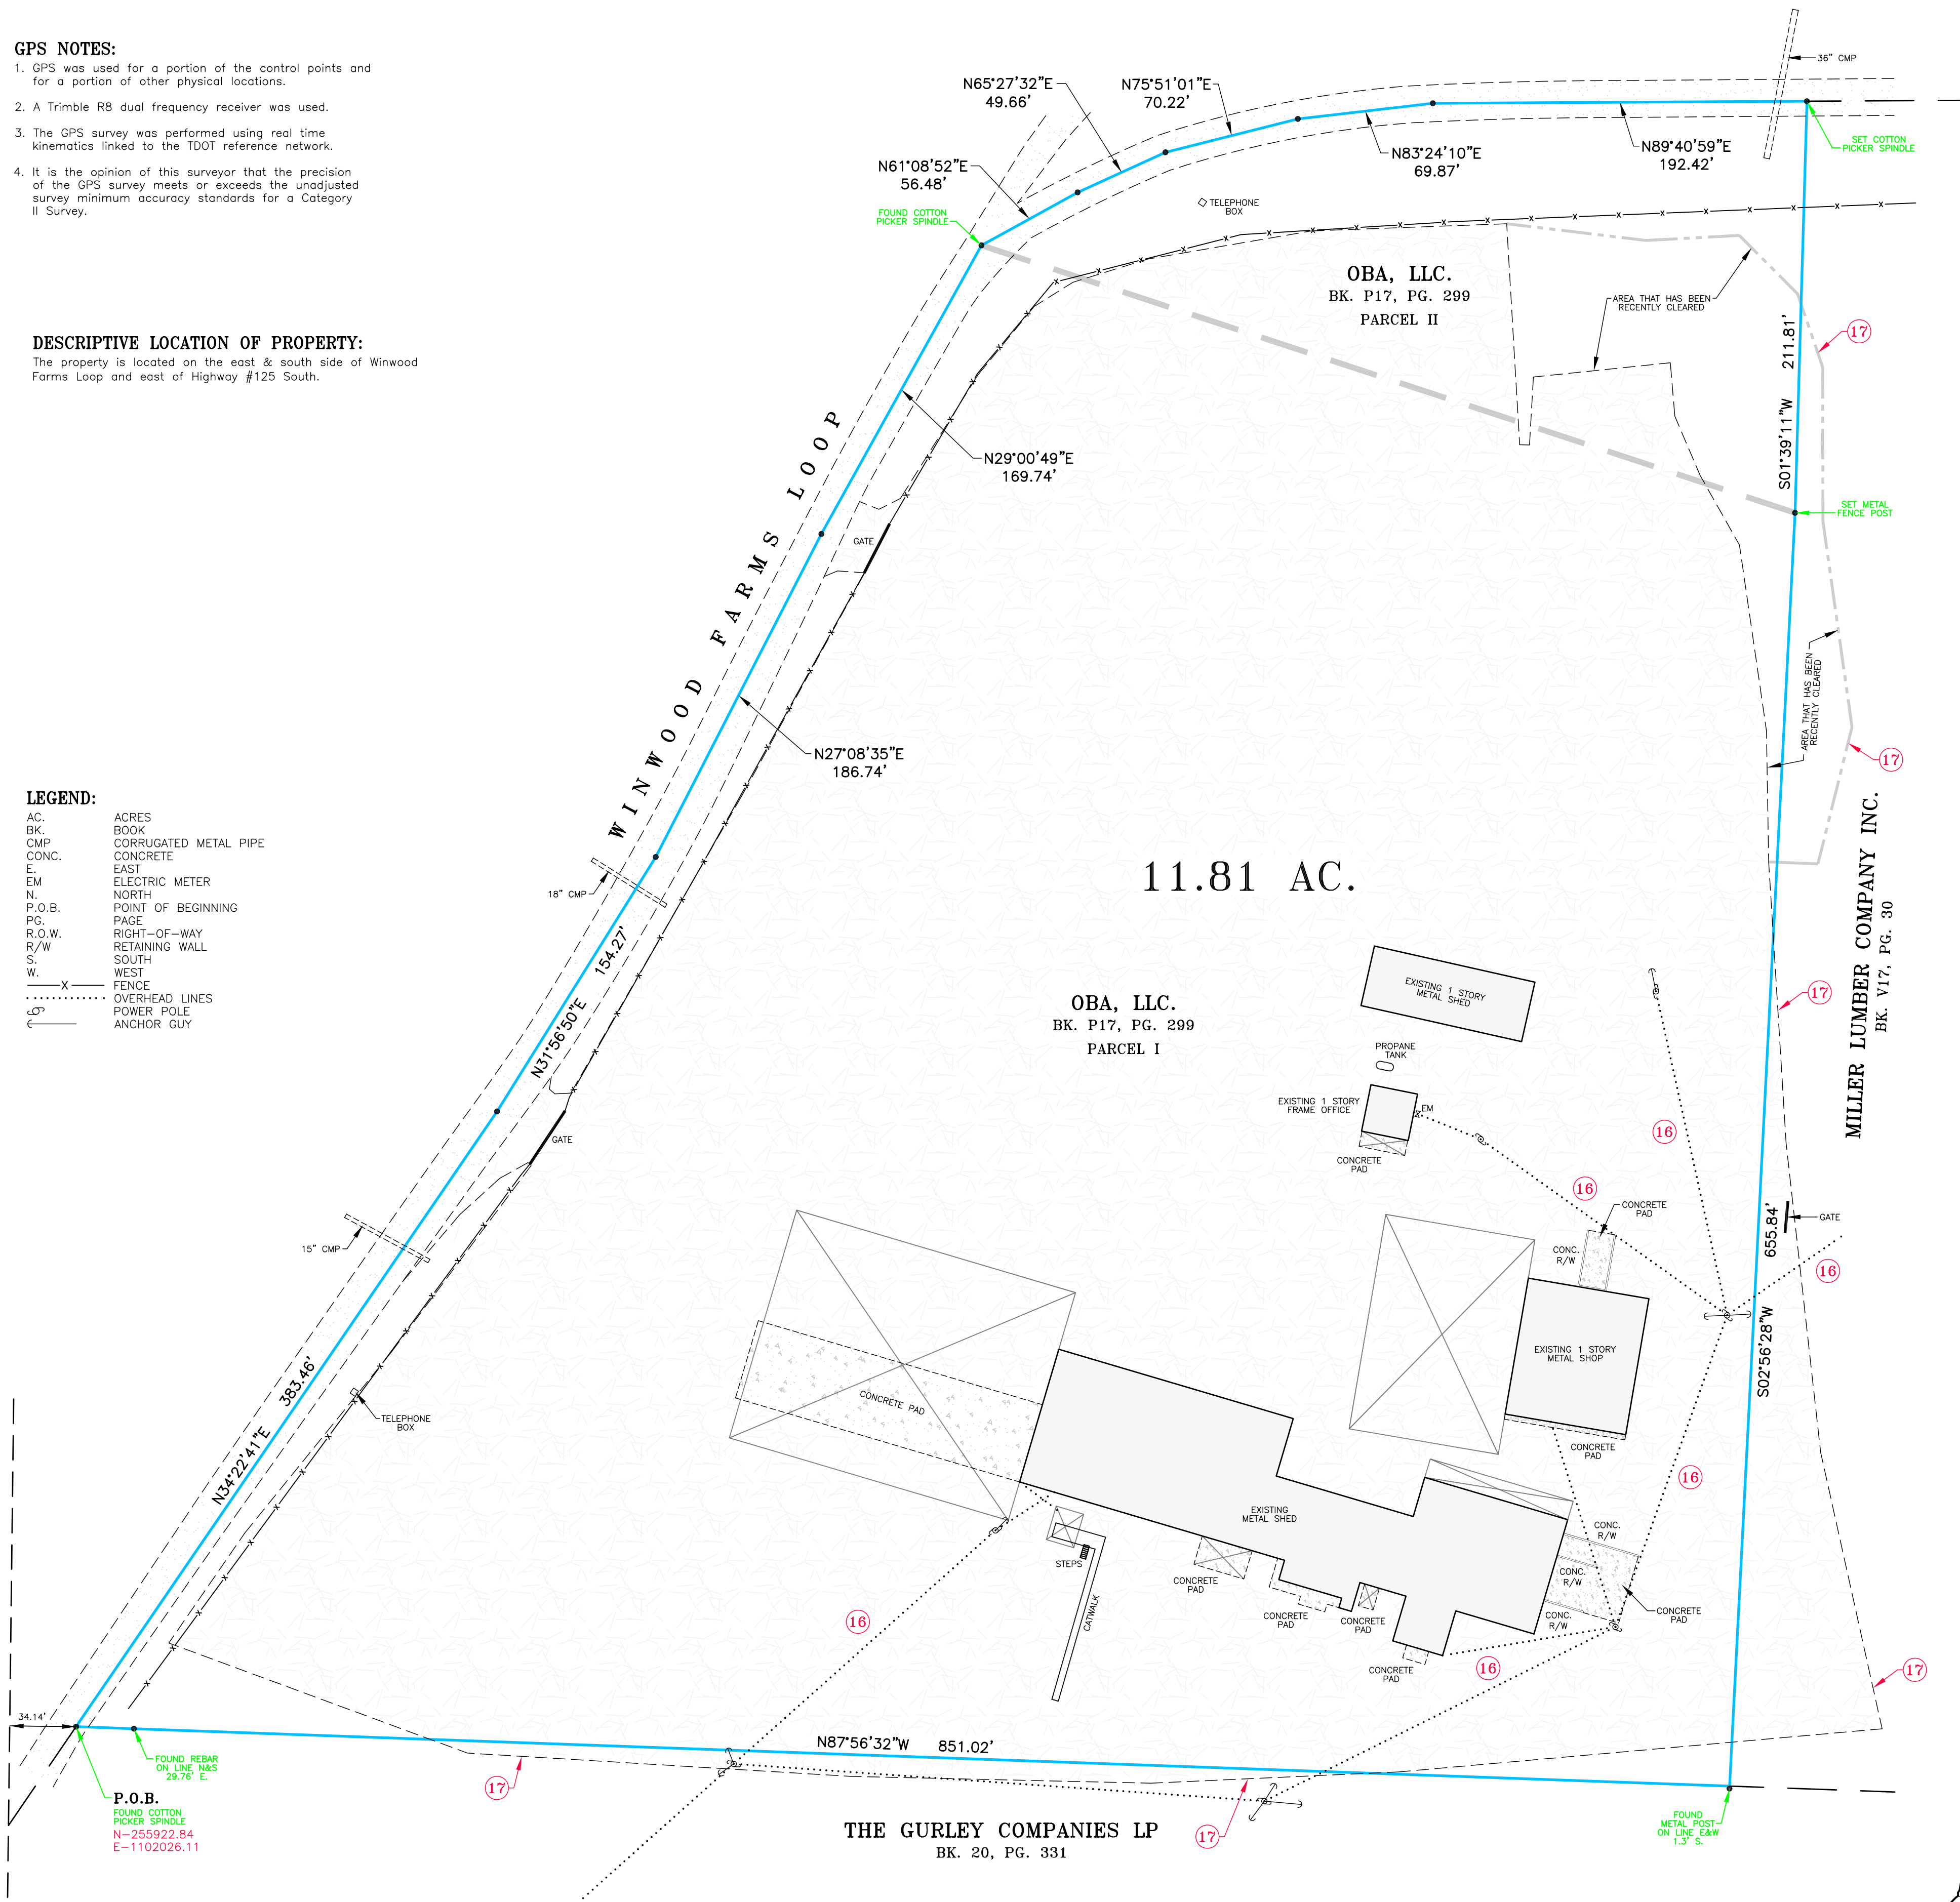 GPS NOTES:
1. GPS was used for a portion of the control points and
for a portion of other physical locations.
2. A Trimble R8 dual frequency receiver was used.
3. The GPS survey was performed using real time
kinematics linked to the TDOT reference network.
4. It is the opinion of this surveyor that the precision
of the GPS survey meets or exceeds the unadjusted
survey minimum accuracy standards for a Category
II Survey.
DESCRIPTIVE LOCATION OF PROPERTY:
The property is located on the east & south side of Winwood
Farms Loop and east of Highway #125 South.
LEGEND:
AC. ACRES
BK. BOOK
CMP CORRUGATED METAL PIPE
CONC. CONCRETE
E. EAST
EM ELECTRIC METER
N. NORTH
P.O.B. POINT OF BEGINNING
PG. PAGE
R.O.W. RIGHT-OF-WAY
R/W RETAINING WALL
S. SOUTH
W. WEST
X FENCE
OVERHEAD LINES
POWER POLE
ANCHOR GUY
36" CMP
N65°27'32"E
49.66'
N75°51'01"E
70.22'
N83°24'10"E
69.87'
N89°40'59"E
192.42'
SET COTTON
PICKER SPINDLE
N61°08'52"E
56.48'
FOUND COTTON
PICKER SPINDLE
TELEPHONE
BOX
OBA, LLC.
BK. P17, PG. 299
PARCEL II
AREA THAT HAS BEEN
RECENTLY CLEARED
17
S01°39'11"W 211.81'
SET METAL
FENCE POST
N29°00'49"E
169.74'
GATE
WINWOOD FARMS LOOP
N27°08'35"E
186.74'
AREA THAT HAS BEEN
RECENTLY CLEARED
17
18" CMP
11.81 AC.
MILLER LUMBER COMPANY INC.
BK. V17, PG. 30
N31°56'50"E 154.27'
OBA, LLC.
BK. P17, PG. 299
PARCEL I
EXISTING 1 STORY
METAL SHED
17
PROPANE
TANK
EXISTING 1 STORY
FRAME OFFICE
EM
CONCRETE
PAD
16
GATE
16
CONCRETE
PAD
CONC.
R/W
GATE
15" CMP
16
S02°56'28"W 655.84'
EXISTING 1 STORY
METAL SHOP
CONCRETE
PAD
N34°22'41"E 383.46'
TELEPHONE
BOX
CONCRETE PAD
16
EXISTING
METAL SHED
CONC.
R/W
CONC.
R/W
CONC.
R/W
CONCRETE
PAD
STEPS
CATWALK
CONCRETE
PAD
CONCRETE
PAD
CONCRETE
PAD
CONCRETE
PAD
16
16
17
34.14'
FOUND REBAR
ON LINE N&S
29.76' E.
P.O.B.
FOUND COTTON
PICKER SPINDLE
N-255922.84
E-1102026.11
N87°56'32"W 851.02'
17
17
THE GURLEY COMPANIES LP
BK. 20, PG. 331
FOUND
METAL POST
ON LINE E&W
1.3' S.